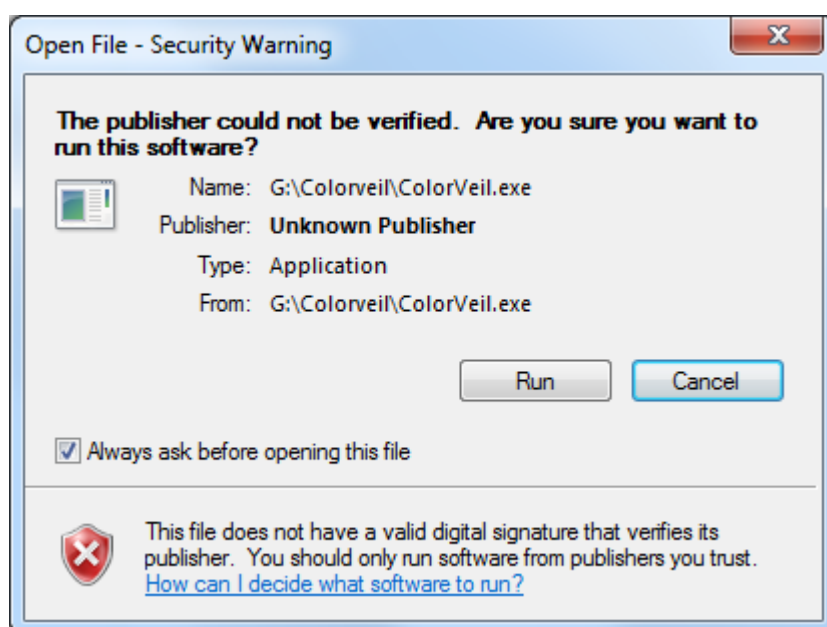 Open File - Security Warning
The publisher could not be verified.  Are you sure you want to
run this software?
Name: G:\Colorveil\ColorVeil.exe
Publisher: Unknown Publisher
Type: Application
From: G:\Colorveil\ColorVeil.exe
Run Cancel
Always ask before opening this file
This file does not have a valid digital signature that verifies its
publisher.  You should only run software from publishers you trust.
How can I decide what software to run?